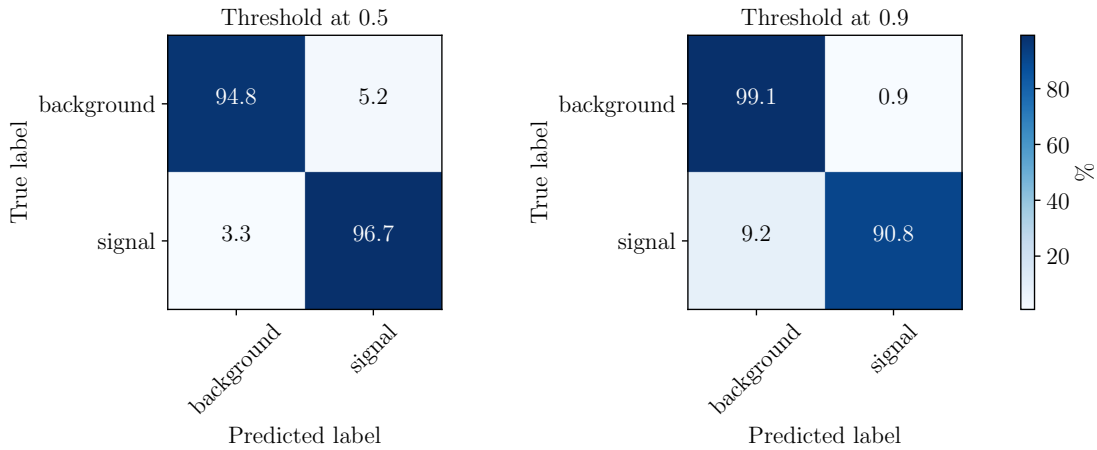 Threshold at 0.5
True label
background
94.8
5.2
signal
3.3
96.7
background
signal
Predicted label
Threshold at 0.9
True label
background
99.1
0.9
signal
9.2
90.8
background
signal
Predicted label
80
60
40
20
%